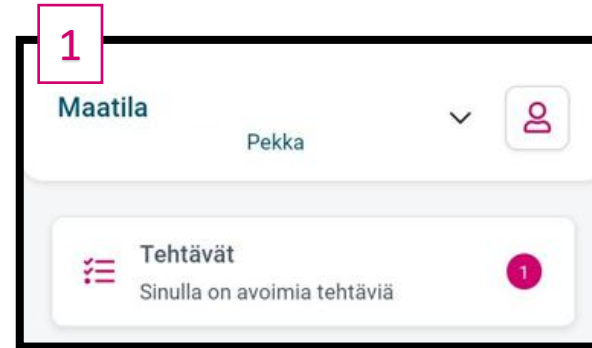 1
Maatila
Pekka
Tehtävät
Sinulla on avoimia tehtäviä
1